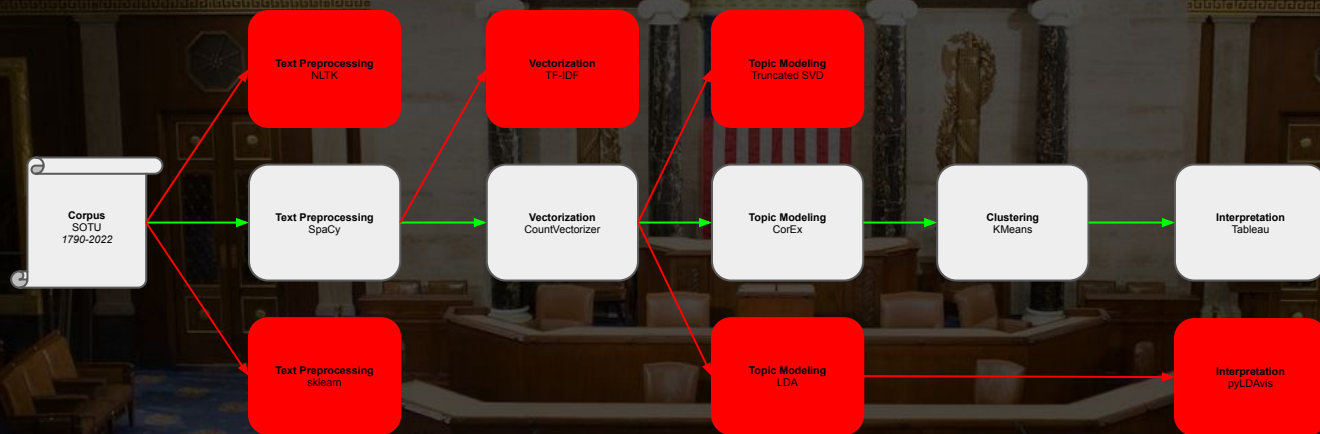 Text Preprocessing
NLTK
Vectorization
TF-IDF
Topic Modeling
Truncated SVD
Corpus
SOTU
1790-2022
Text Preprocessing
SpaCy
Vectorization
CountVectorizer
Topic Modeling
CorEx
Clustering
KMeans
Interpretation
Tableau
Text Preprocessing
sklearn
Topic Modeling
LDA
Interpretation
pyLDAvis